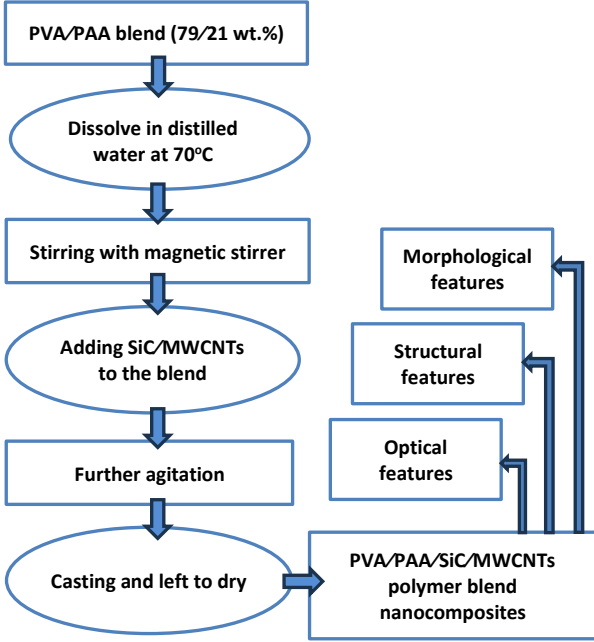 PVA/PAA blend (79/21 wt.%)
Dissolve in distilled
water at 70°C
Stirring with magnetic stirrer
Adding SiC/MWCNTs
to the blend
Further agitation
Casting and left to dry
PVA/PAA/SiC/MWCNTs
polymer blend
nanocomposites
Morphological
features
Structural
features
Optical
features